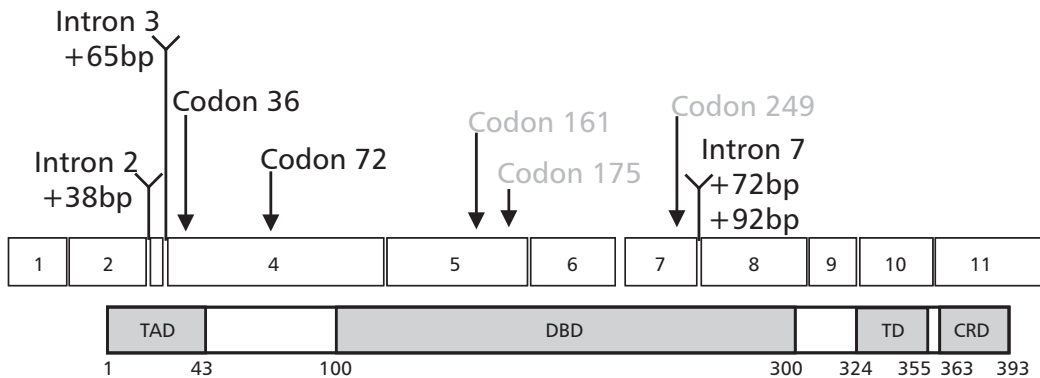 Intron 3
+65bp
Codon 36
Codon 161
Codon 249
Intron 2
+38bp
Codon 72
Codon 175
Intron 7
+72bp
+92bp
1 2 4 5 6 7 8 9 10 11
TAD DBD TD CRD
1 43 100 300 324 355 363 393